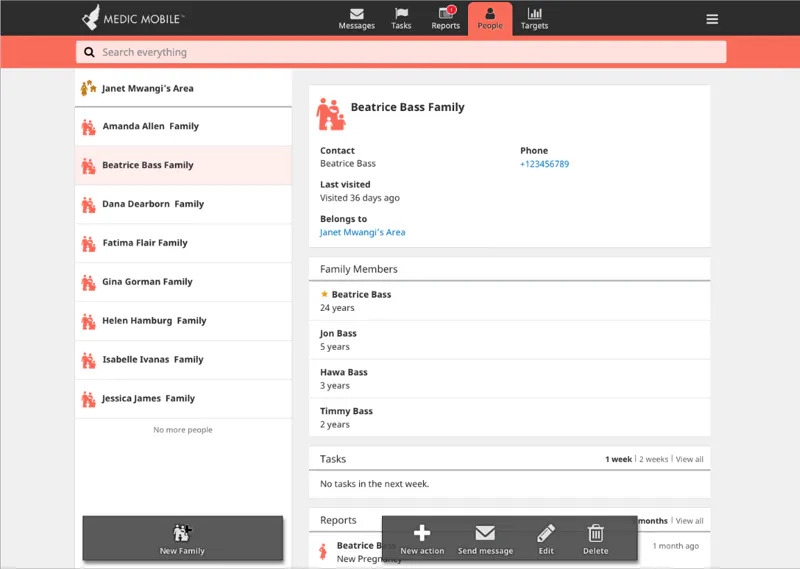 MEDIC MOBILE™
Messages
Tasks
1
Reports
People
Targets
Search everything
Janet Mwangi's Area
Amanda Allen Family
Beatrice Bass Family
Dana Dearborn Family
Fatima Flair Family
Gina Gorman Family
Helen Hamburg Family
Isabelle Ivanas Family
Jessica James Family
No more people
New Family
Beatrice Bass Family
Contact
Beatrice Bass
Phone
+123456789
Last visited
Visited 36 days ago
Belongs to
Janet Mwangi's Area
Family Members
Beatrice Bass
24 years
Jon Bass
5 years
Hawa Bass
3 years
Timmy Bass
2 years
Tasks
1 week | 2 weeks | View all
No tasks in the next week.
Reports
months | View all
Beatrice
New
1 month ago
New action
Send message
Edit
Delete